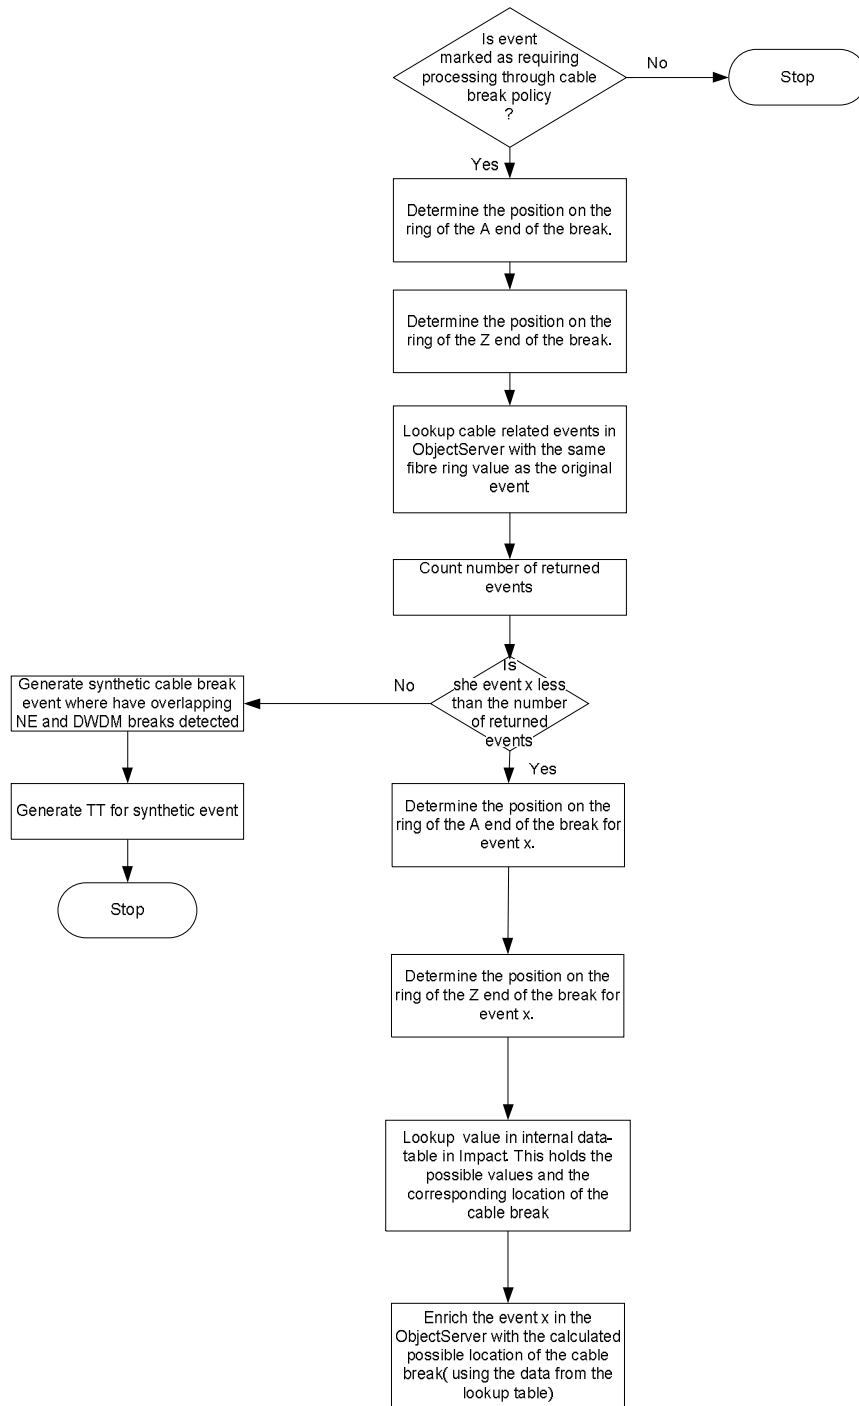 Is event
marked as requiring
processing through cable
break policy
?
No
Stop
Yes
Determine the position on the
ring of the A end of the break.
Determine the position on the
ring of the Z end of the break.
Lookup cable related events in
ObjectServer with the same
fibre ring value as the original
event
Count number of returned
events
Is
she event x less
than the number
of returned
events
No
Generate synthetic cable break
event where have overlapping
NE and DWDM breaks detected
Generate TT for synthetic event
Stop
Yes
Determine the position on the
ring of the A end of the break for
event x.
Determine the position on the
ring of the Z end of the break for
event x.
Lookup value in internal data-
table in Impact. This holds the
possible values and the
corresponding location of the
cable break
Enrich the event x in the
ObjectServer with the calculated
possible location of the cable
break( using the data from the
lookup table)